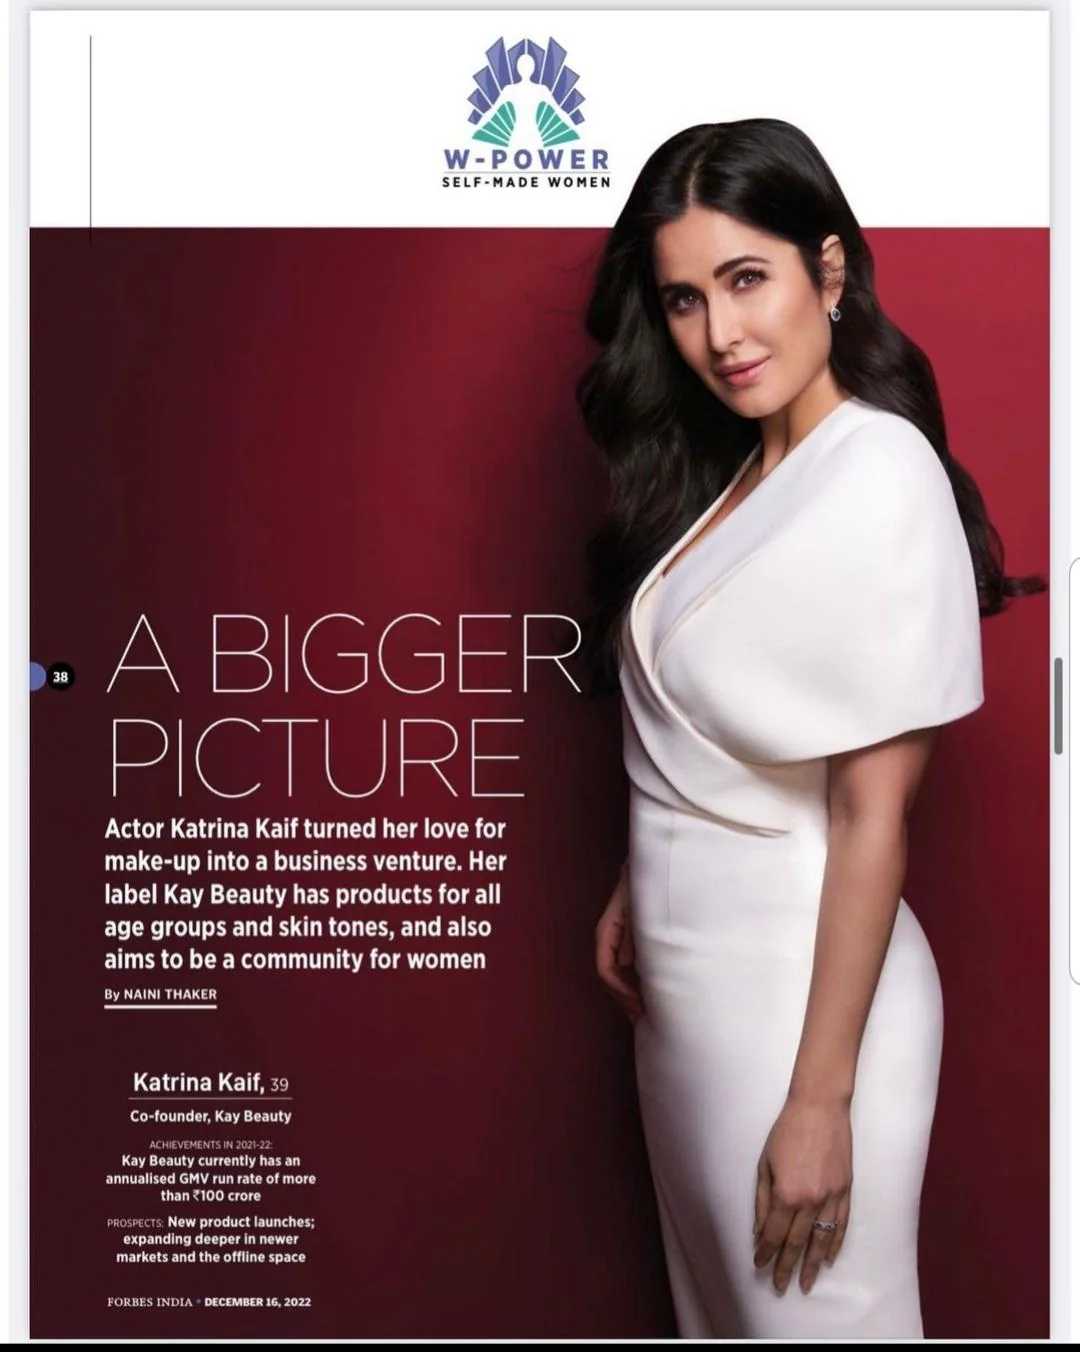 W-POWER
SELF-MADE WOMEN
A BIGGER
PICTURE
38
Actor Katrina Kaif turned her love for
make-up into a business venture. Her
label Kay Beauty has products for all
age groups and skin tones, and also
aims to be a community for women
By NAINI THAKER
Katrina Kaif, 39
Co-founder, Kay Beauty
ACHIEVEMENTS IN 2021-22:
Kay Beauty currently has an
annualised GMV run rate of more
than ₹100 crore
PROSPECTS: New product launches;
expanding deeper in newer
markets and the offline space
FORBES INDIA • DECEMBER 16, 2022